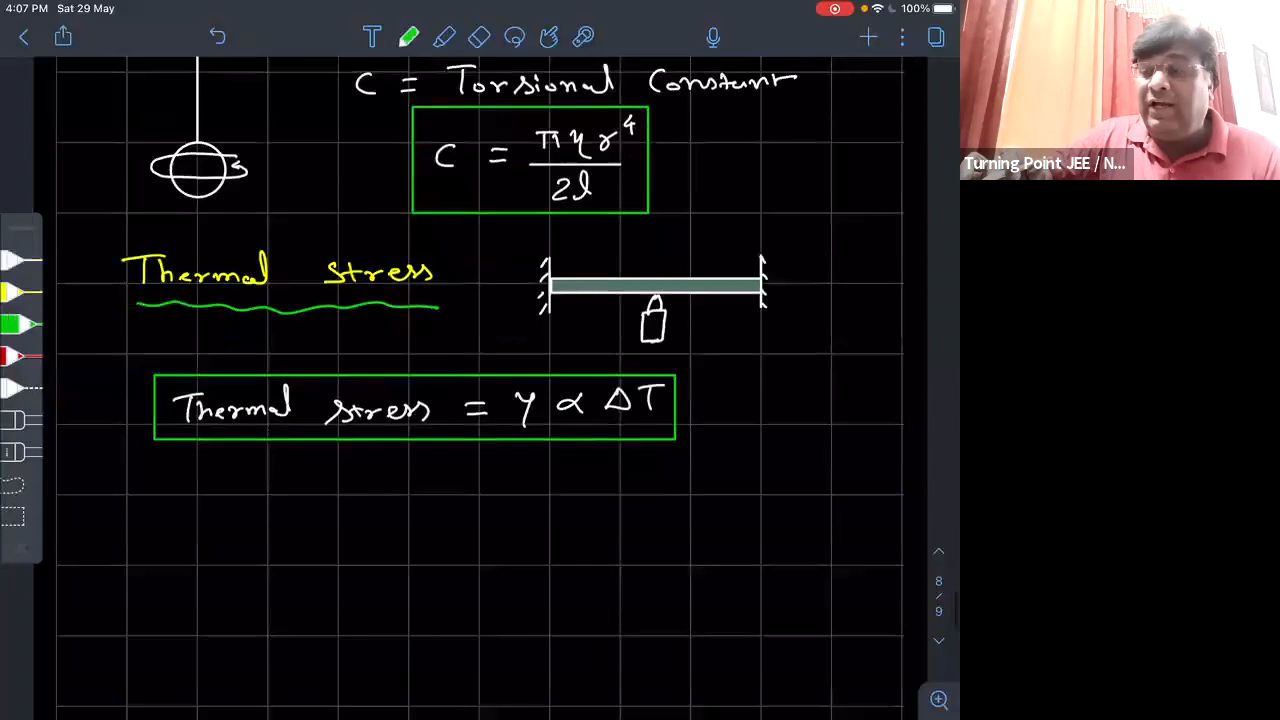 4:07 PM Sat 29 May 100%
T
C = Torsional Constant
C = πηr⁴ / 2l
Thermal stress
Thermal stress = Y α ΔT
Turning Point JEE / N...
8
/
9